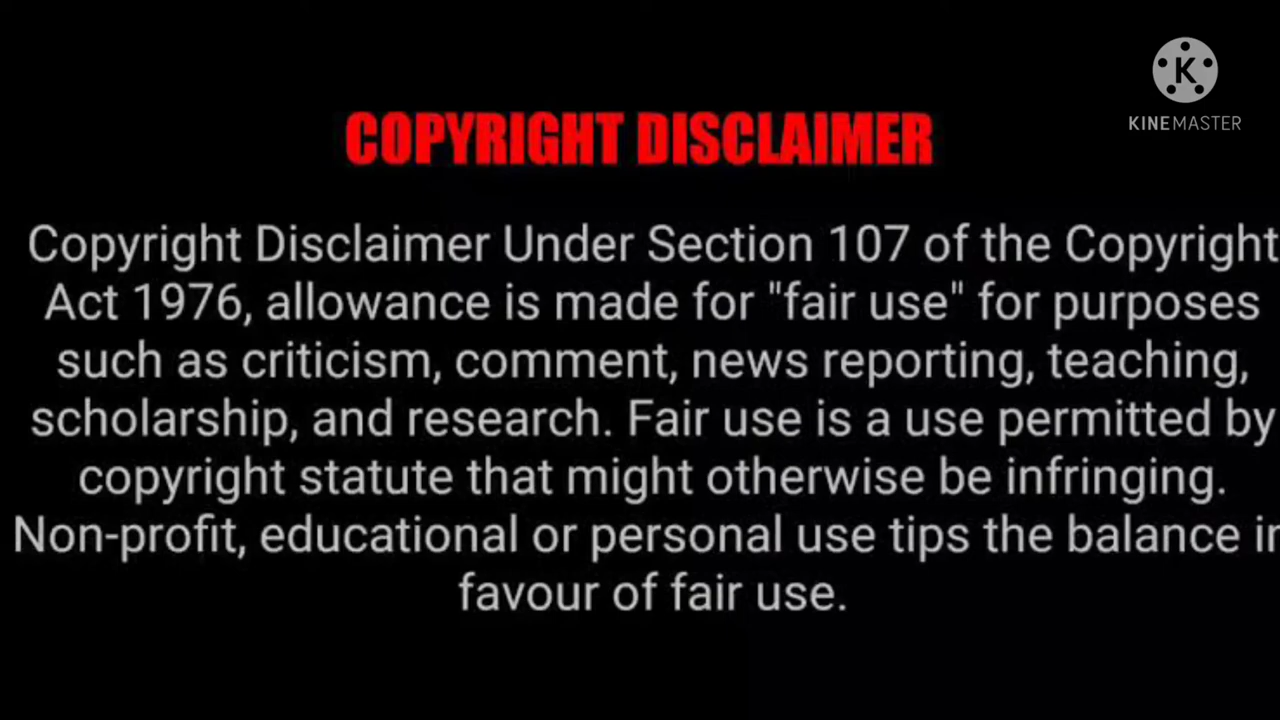 K
KINEMASTER
COPYRIGHT DISCLAIMER
Copyright Disclaimer Under Section 107 of the Copyright
Act 1976, allowance is made for "fair use" for purposes
such as criticism, comment, news reporting, teaching,
scholarship, and research. Fair use is a use permitted by
copyright statute that might otherwise be infringing.
Non-profit, educational or personal use tips the balance in
favour of fair use.